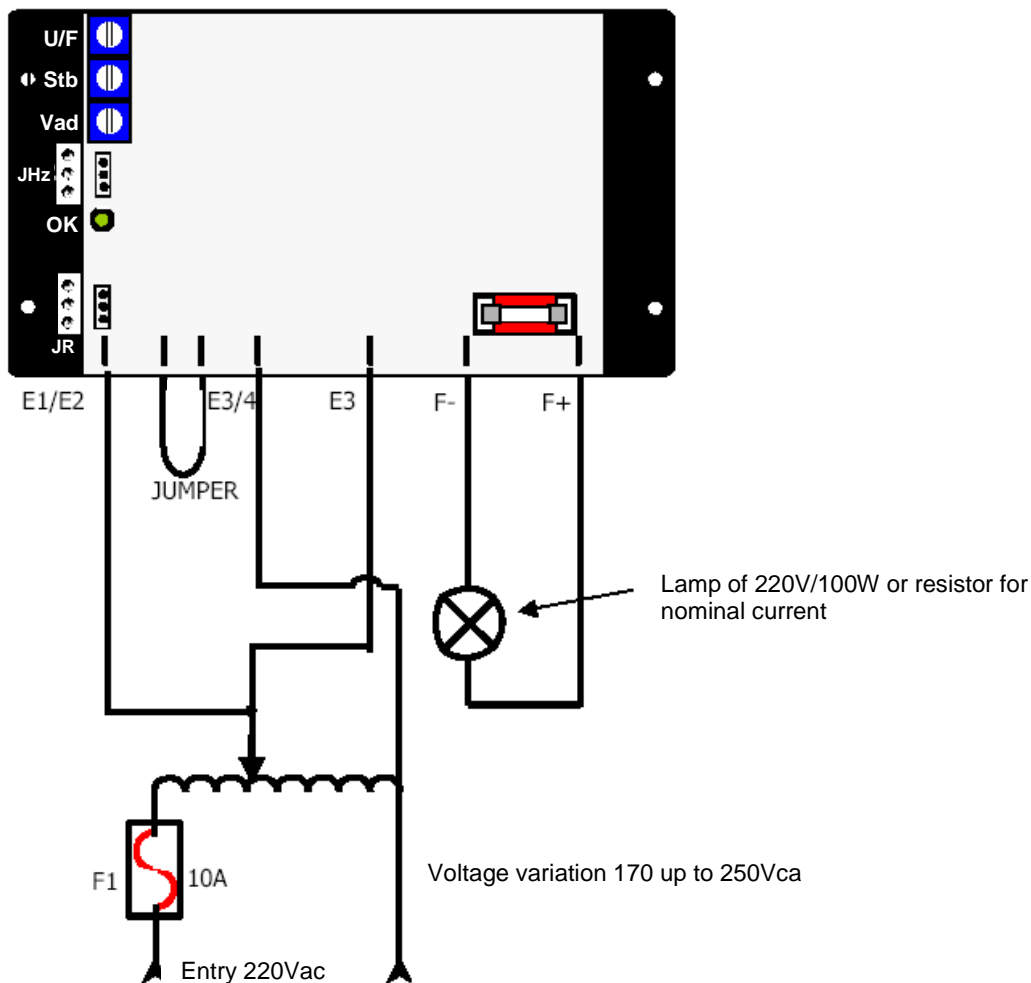 U/F
Stb
Vad
JHz
OK
JR
E1/E2
E3/4
E3
F-
F+
JUMPER
Lamp of 220V/100W or resistor for
nominal current
F1
10A
Voltage variation 170 up to 250Vca
Entry 220Vac